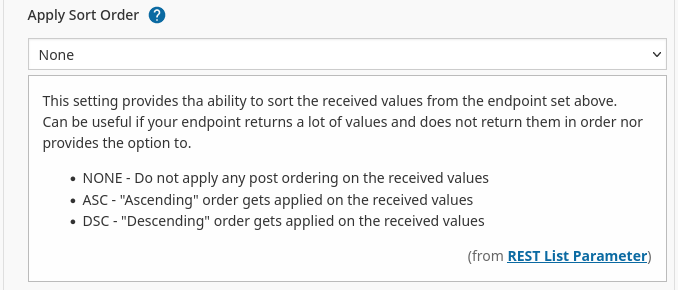 Apply Sort Order ?
None
This setting provides tha ability to sort the received values from the endpoint set above.
Can be useful if your endpoint returns a lot of values and does not return them in order nor
provides the option to.
• NONE - Do not apply any post ordering on the received values
• ASC - "Ascending" order gets applied on the received values
• DSC - "Descending" order gets applied on the received values
(from REST List Parameter)